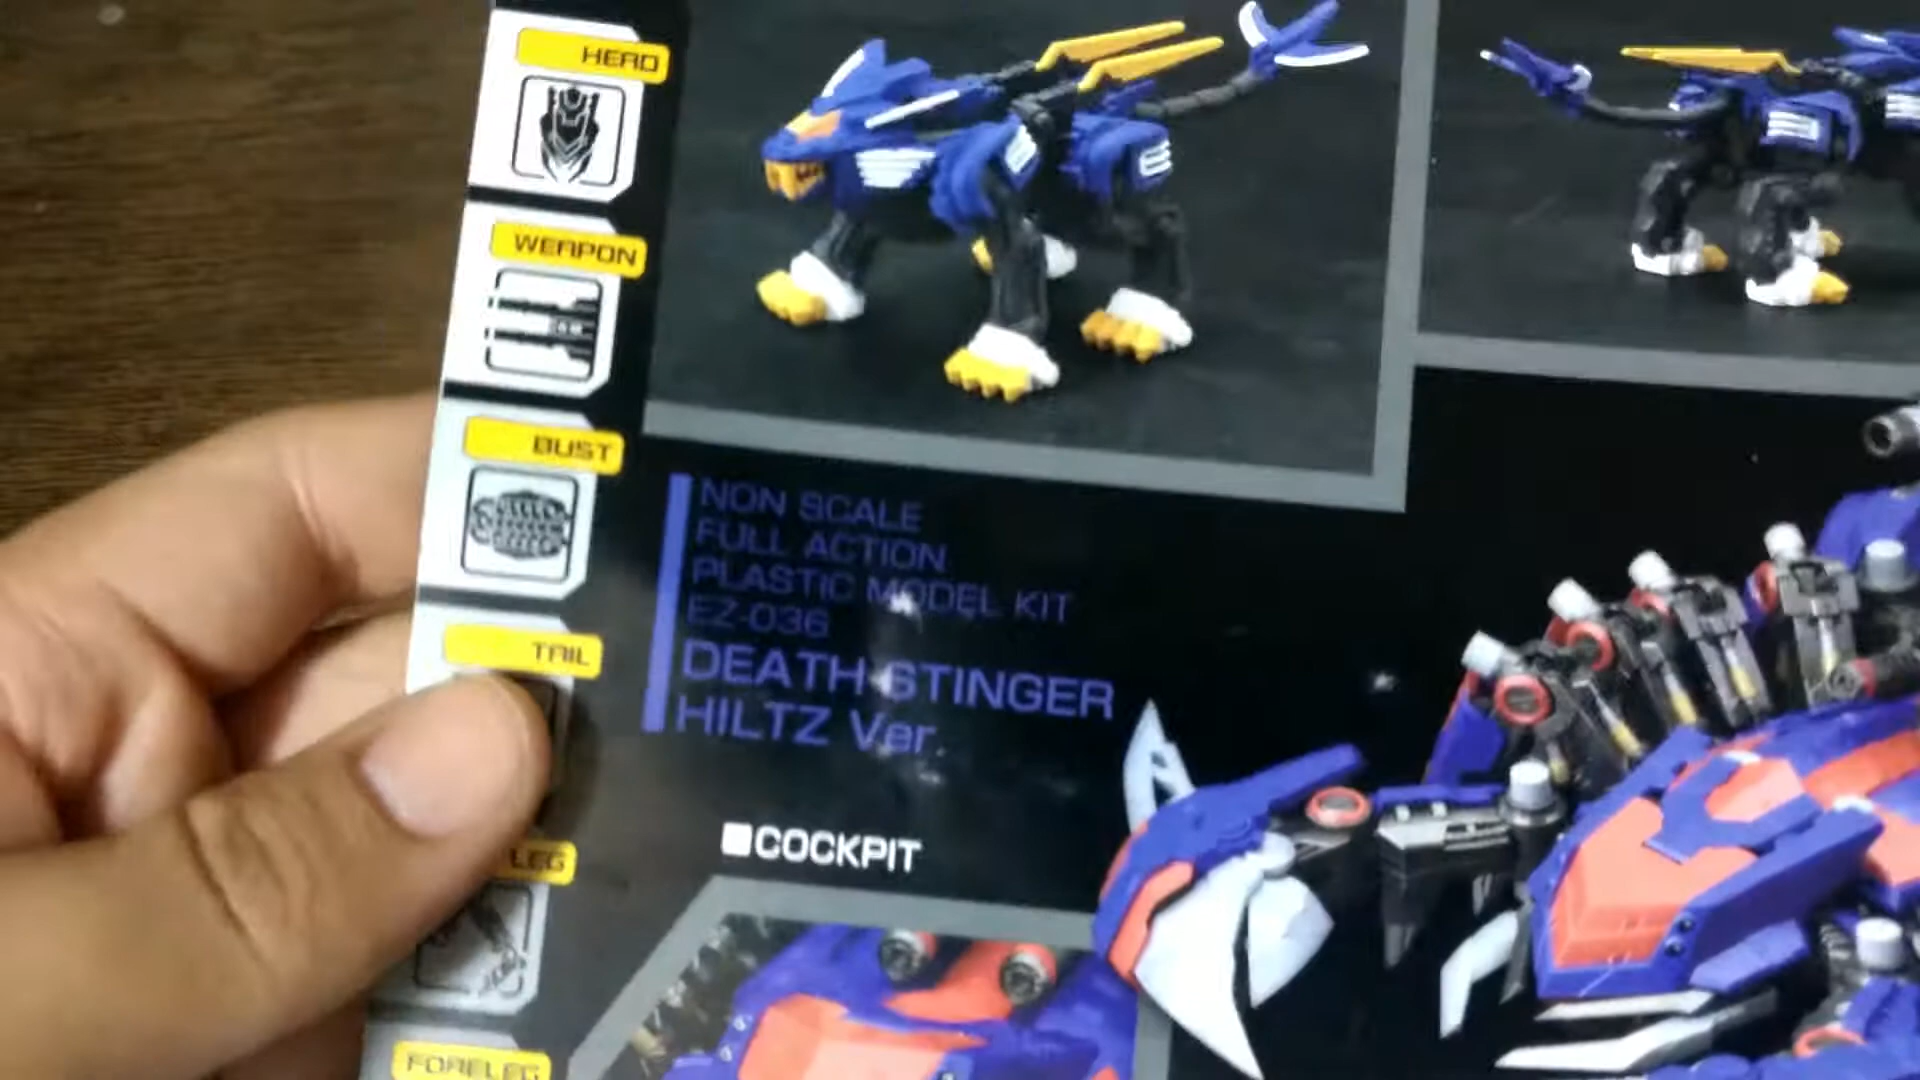 HEAD
WEAPON
BUST
TAIL
LEG
FORELEG
NON SCALE
FULL ACTION
PLASTIC MODEL KIT
EZ-036
DEATH STINGER
HILTZ Ver.
COCKPIT